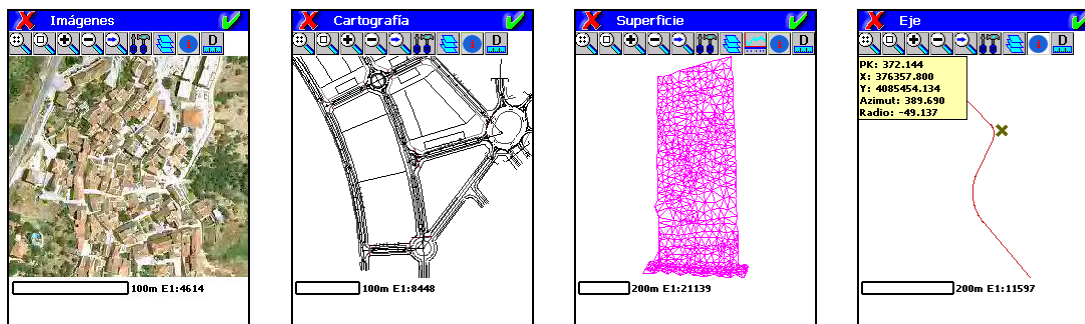 Imágenes
D
100m E1:4614
Cartografía
D
100m E1:8448
Superficie
D
200m E1:21139
Eje
D
PK: 372.144
X: 376357.800
Y: 4085454.134
Azimut: 389.690
Radio: -49.137
200m E1:11597